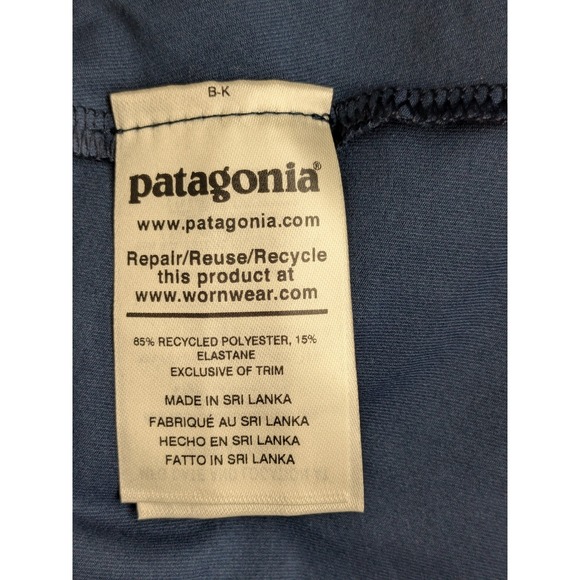 B-K
patagonia®
www.patagonia.com
Repair/Reuse/Recycle
this product at
www.wornwear.com
85% RECYCLED POLYESTER, 15%
ELASTANE
EXCLUSIVE OF TRIM
MADE IN SRI LANKA
FABRIQUÉ AU SRI LANKA
HECHO EN SRI LANKA
FATTO IN SRI LANKA